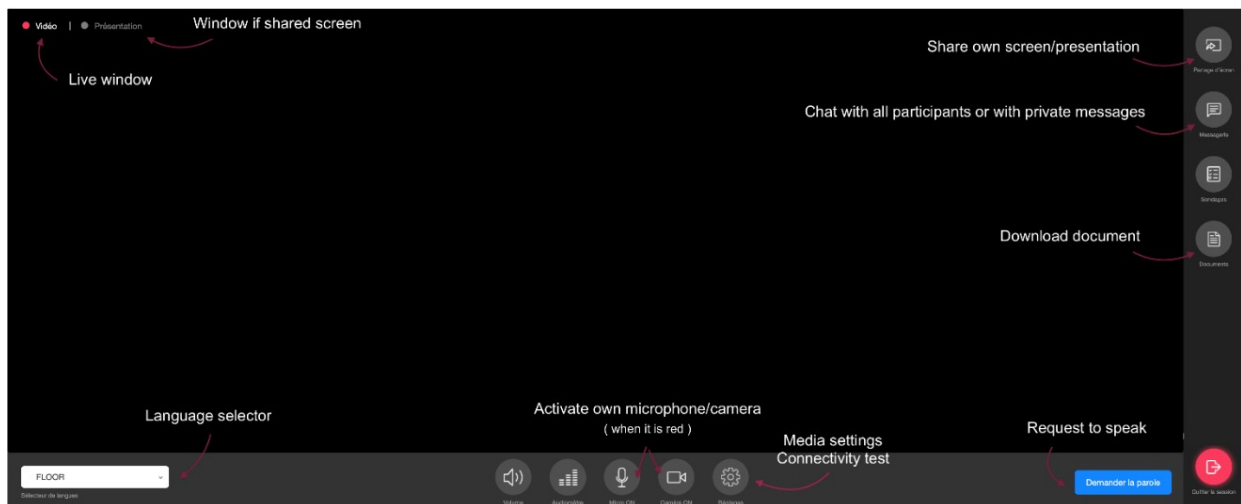 Vidéo | Présentation
Window if shared screen
Live window
Share own screen/presentation
Partage d'écran
Chat with all participants or with private messages
Messagerie
Sondages
Download document
Documents
Language selector
Activate own microphone/camera
( when it is red )
Media settings
Connectivity test
Request to speak
FLOOR
Sélecteur de langues
Volume
Audiomètre
Micro ON
Caméra ON
Réglages
Demander la parole
Quitter la session